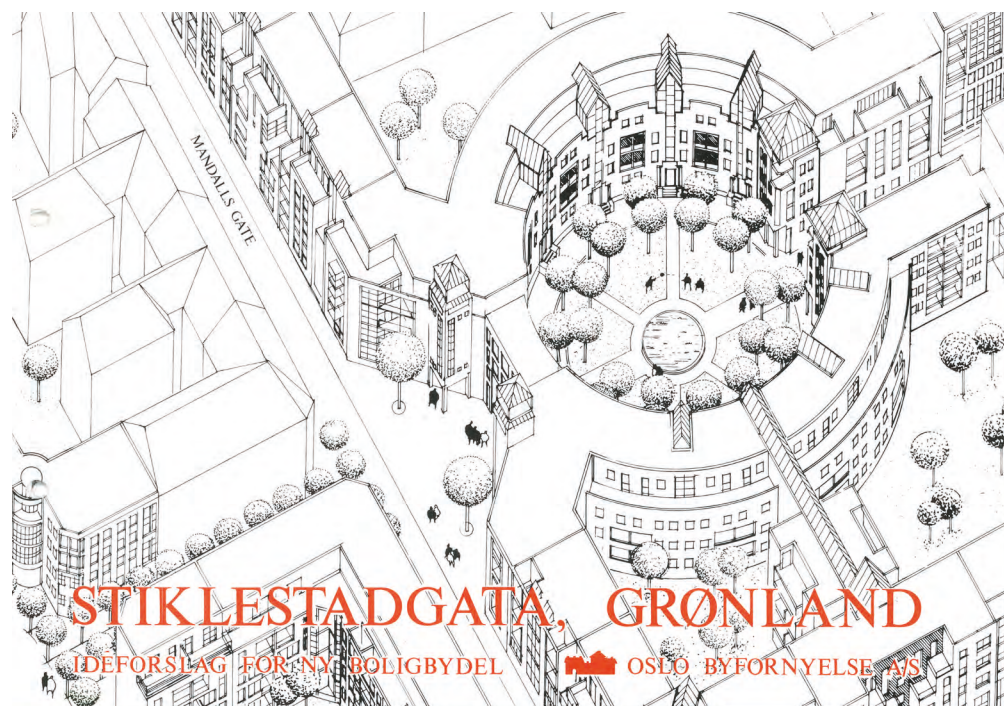 MANDALLS GATE
STIKLESTADGATA, GRØNLAND
IDEFORSLAG FOR NY BOLIGBYDEL OSLO BYFORNYELSE A/S